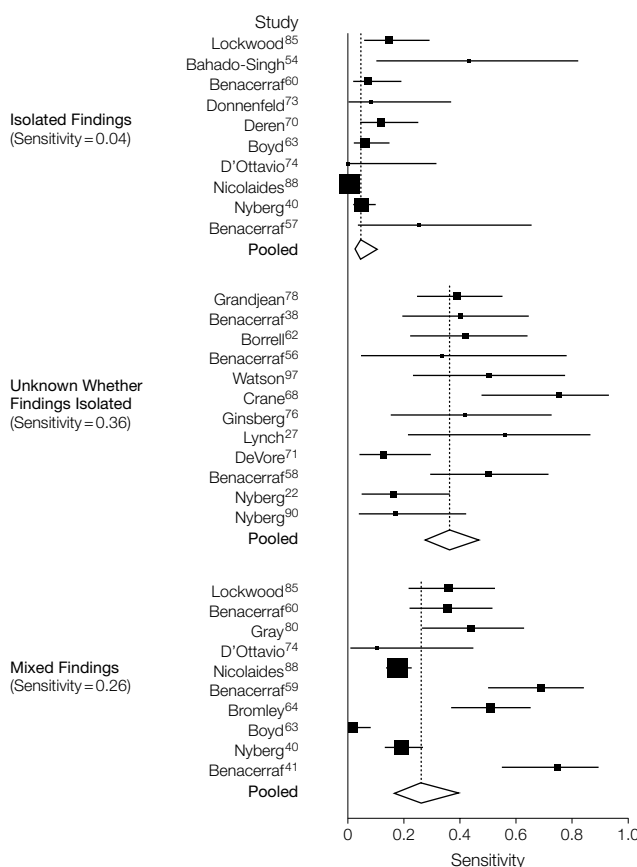 Study
Lockwood85
Bahado-Singh54
Benacerraf60
Donnenfeld73
Isolated Findings
(Sensitivity = 0.04)
Deren70
Boyd63
D'Ottavio74
Nicolaides88
Nyberg40
Benacerraf57
Pooled
Grandjean78
Benacerraf38
Borrell62
Benacerraf56
Unknown Whether
Findings Isolated
(Sensitivity = 0.36)
Watson97
Crane68
Ginsberg76
Lynch27
DeVore71
Benacerraf58
Nyberg22
Nyberg90
Pooled
Lockwood85
Benacerraf60
Gray80
D'Ottavio74
Mixed Findings
(Sensitivity = 0.26)
Nicolaides88
Benacerraf59
Bromley64
Boyd63
Nyberg40
Benacerraf41
Pooled
0 0.2 0.4 0.6 0.8 1.0
Sensitivity